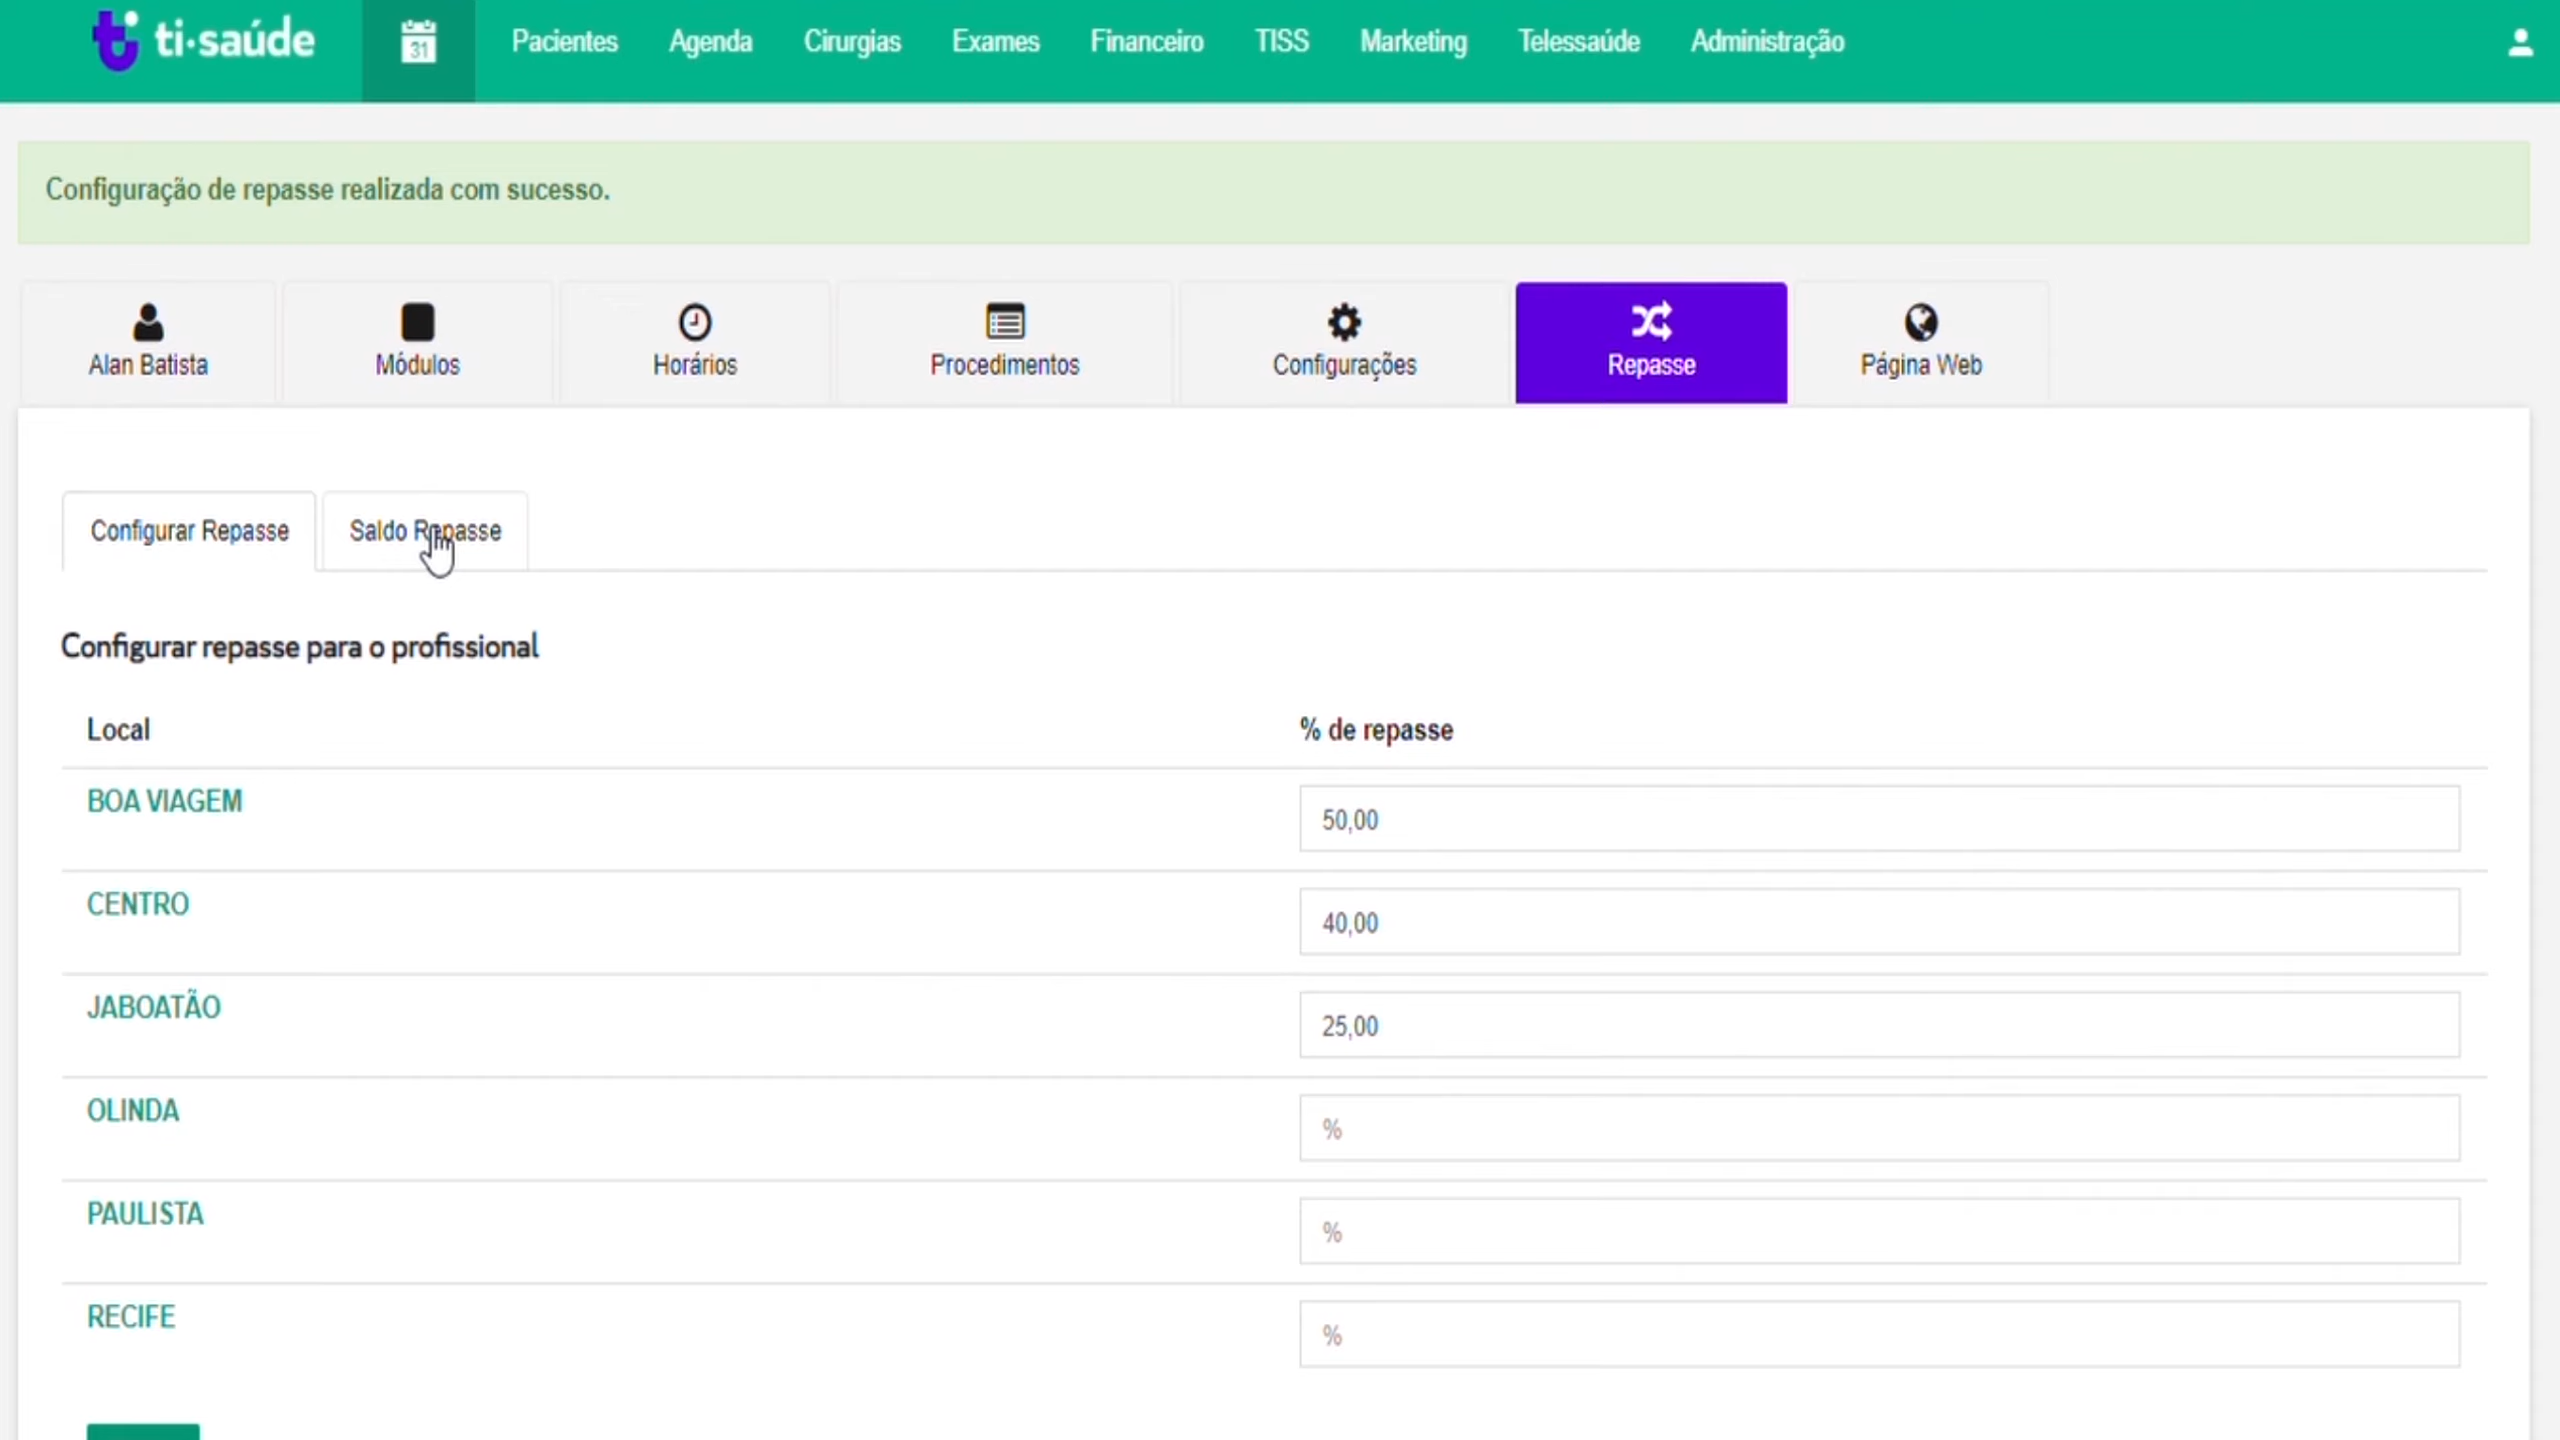 ti·saúde
31
Pacientes Agenda Cirurgias Exames Financeiro TISS Marketing Telessaúde Administração
Configuração de repasse realizada com sucesso.
Alan Batista Módulos Horários Procedimentos Configurações Repasse Página Web
Configurar Repasse Saldo Repasse
Configurar repasse para o profissional
Local % de repasse
BOA VIAGEM 50,00
CENTRO 40,00
JABOATÃO 25,00
OLINDA %
PAULISTA %
RECIFE %